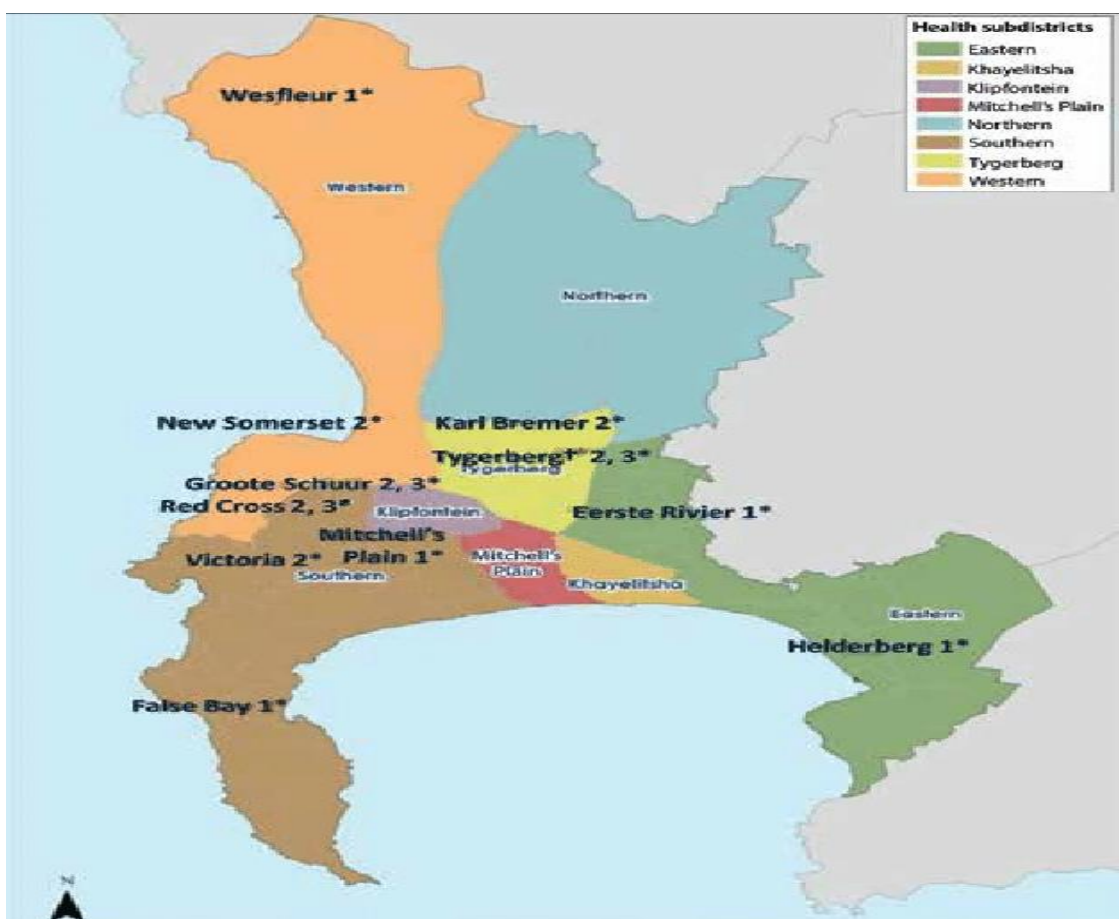 Health subdistricts
Eastern
Khayelitsha
Klipfontein
Mitchell's Plain
Northern
Southern
Tygerberg
Western
Wesfleur 1*
Western
Northern
New Somerset 2*
Karl Bremer 2*
Tygerberg†* 2, 3*
Tygerberg
Groote Schuur 2, 3*
Red Cross 2, 3*
Klipfontein
Eerste Rivier 1*
Mitchell's
Plain 1*
Victoria 2*
Southern
Mitchell's
Plain
Khayelitsha
Eastern
Helderberg 1*
False Bay 1*
N